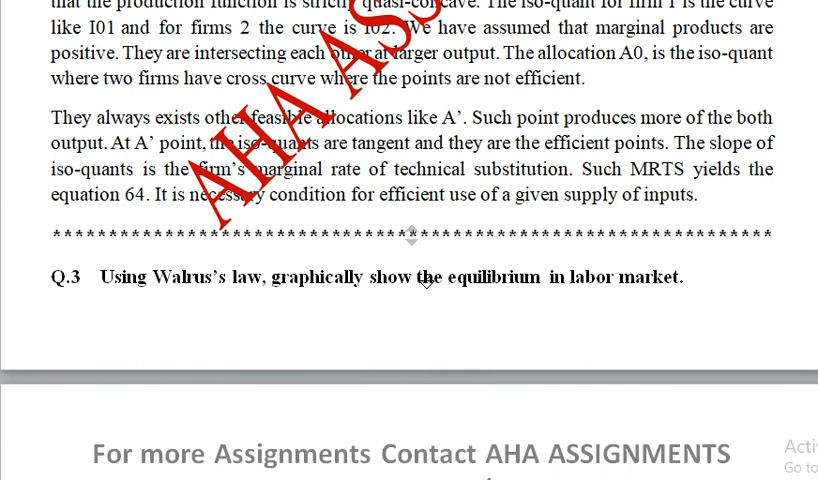 that the production function is strictly quasi-concave. The iso-quant for firm 1 is the curve
like I01 and for firms 2 the curve is I02. We have assumed that marginal products are
positive. They are intersecting each other at larger output. The allocation A0, is the iso-quant
where two firms have cross curve where the points are not efficient.
They always exists other feasible allocations like A’. Such point produces more of the both
output. At A’ point, the iso-quants are tangent and they are the efficient points. The slope of
iso-quants is the firm’s marginal rate of technical substitution. Such MRTS yields the
equation 64. It is necessary condition for efficient use of a given supply of inputs.
AHA ASS
*****************************************************************
Q.3 Using Walrus’s law, graphically show the equilibrium in labor market.
For more Assignments Contact AHA ASSIGNMENTS
Activ
Go to